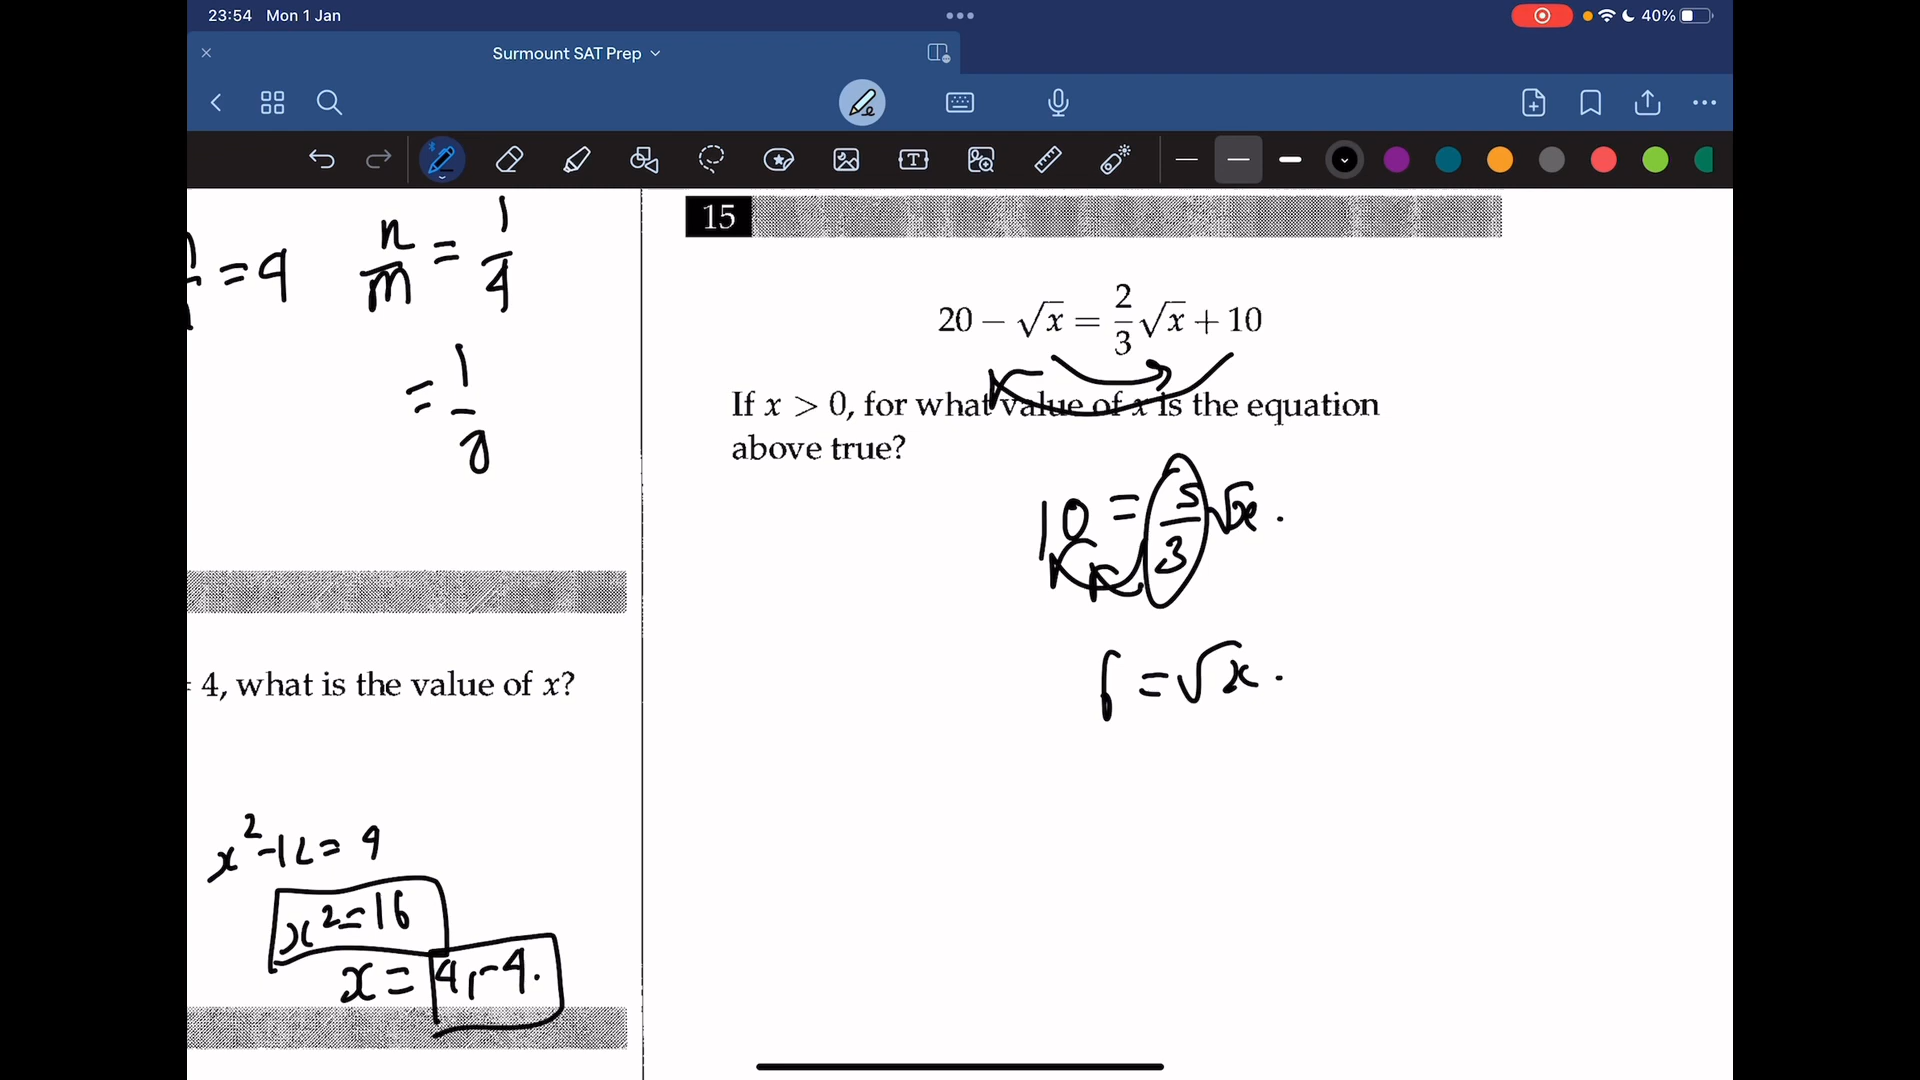 23:54 Mon 1 Jan
40%
Surmount SAT Prep
= 4
n/m = 1/4
= 1/8
4, what is the value of x?
x² - 12 = 4
x² = 16
x = 4, -4.
15
20 − √x = 2/3 √x + 10
If x > 0, for what value of x is the equation
above true?
10 = 5/3 √x.
6 = √x.